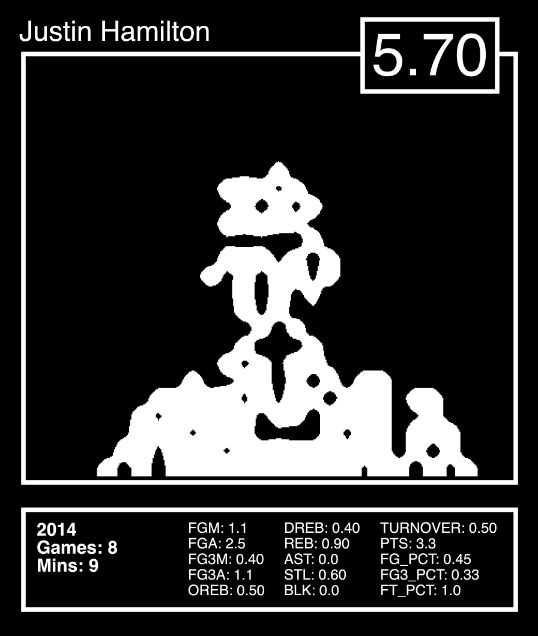 Justin Hamilton
5.70
2014
Games: 8
Mins: 9
FGM: 1.1
FGA: 2.5
FG3M: 0.40
FG3A: 1.1
OREB: 0.50
DREB: 0.40
REB: 0.90
AST: 0.0
STL: 0.60
BLK: 0.0
TURNOVER: 0.50
PTS: 3.3
FG_PCT: 0.45
FG3_PCT: 0.33
FT_PCT: 1.0